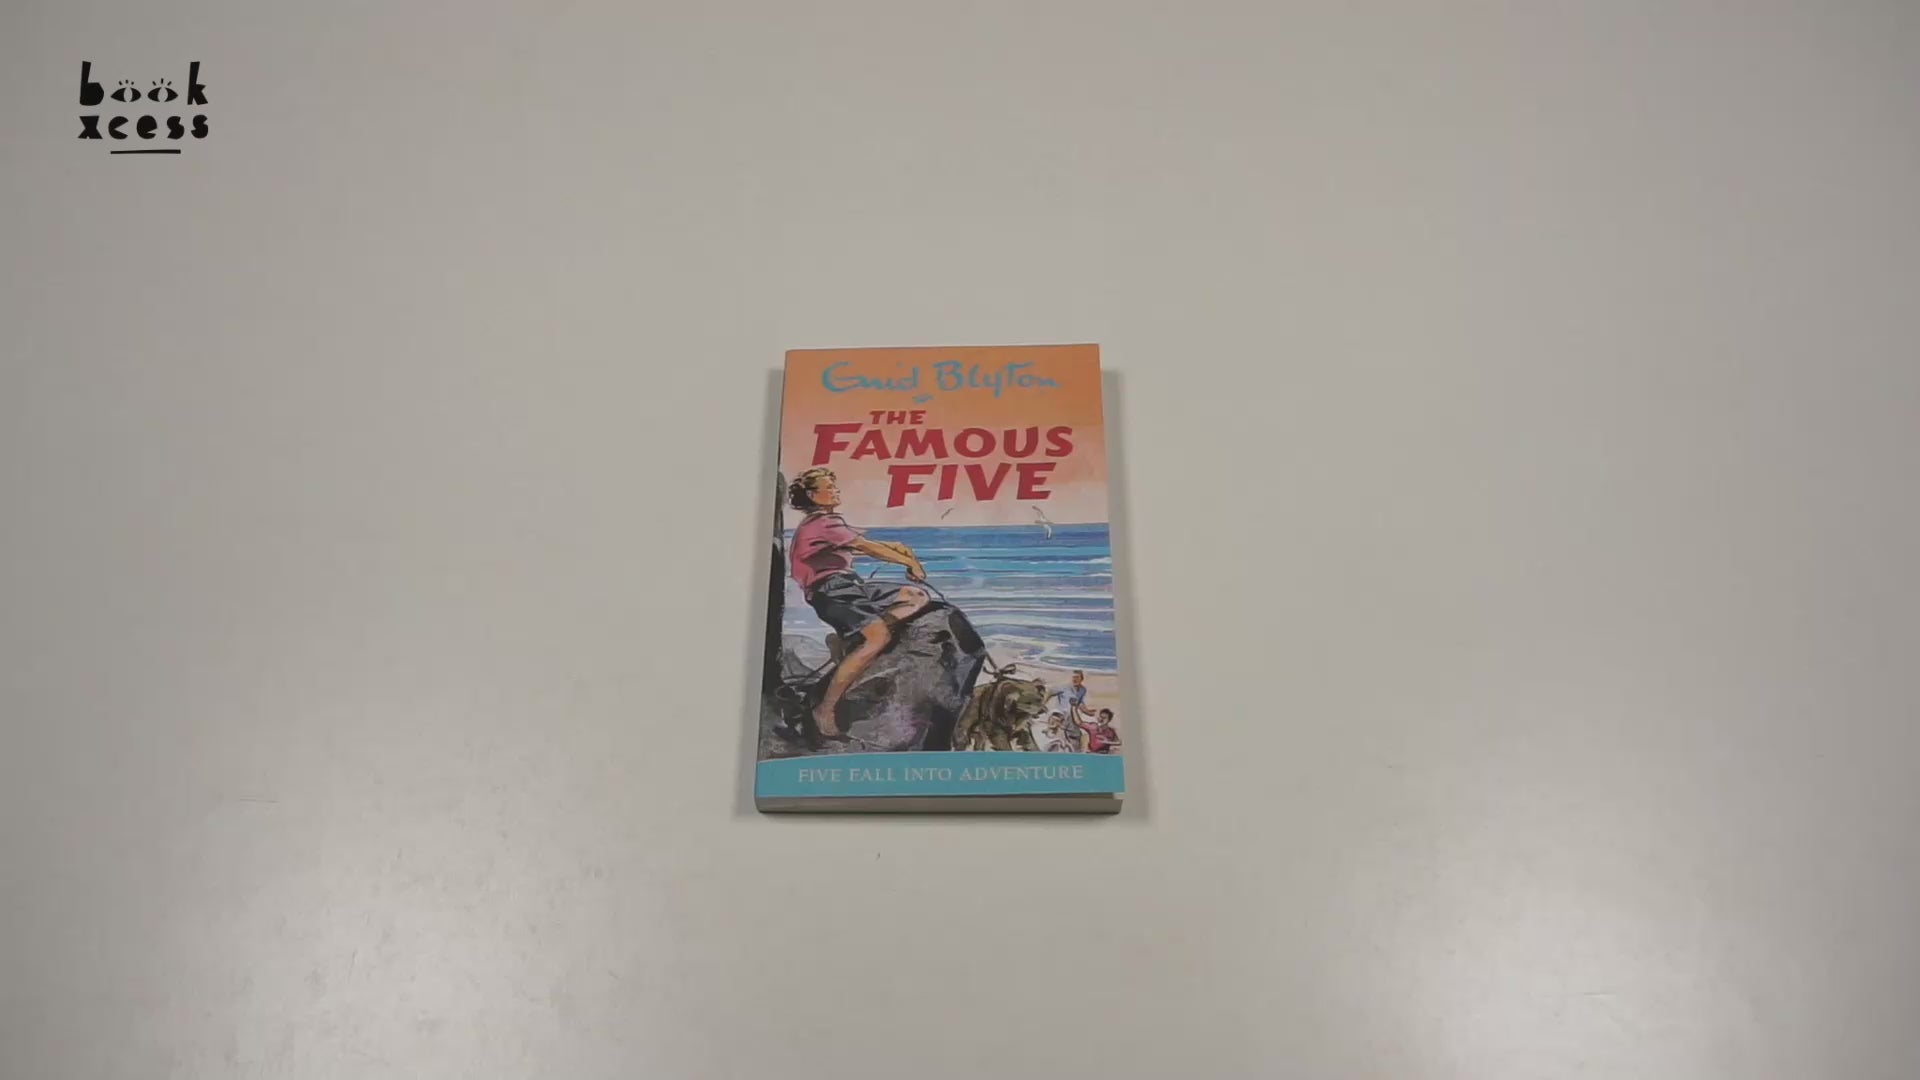 book
xcess
Enid Blyton
THE
FAMOUS
FIVE
FIVE FALL INTO ADVENTURE